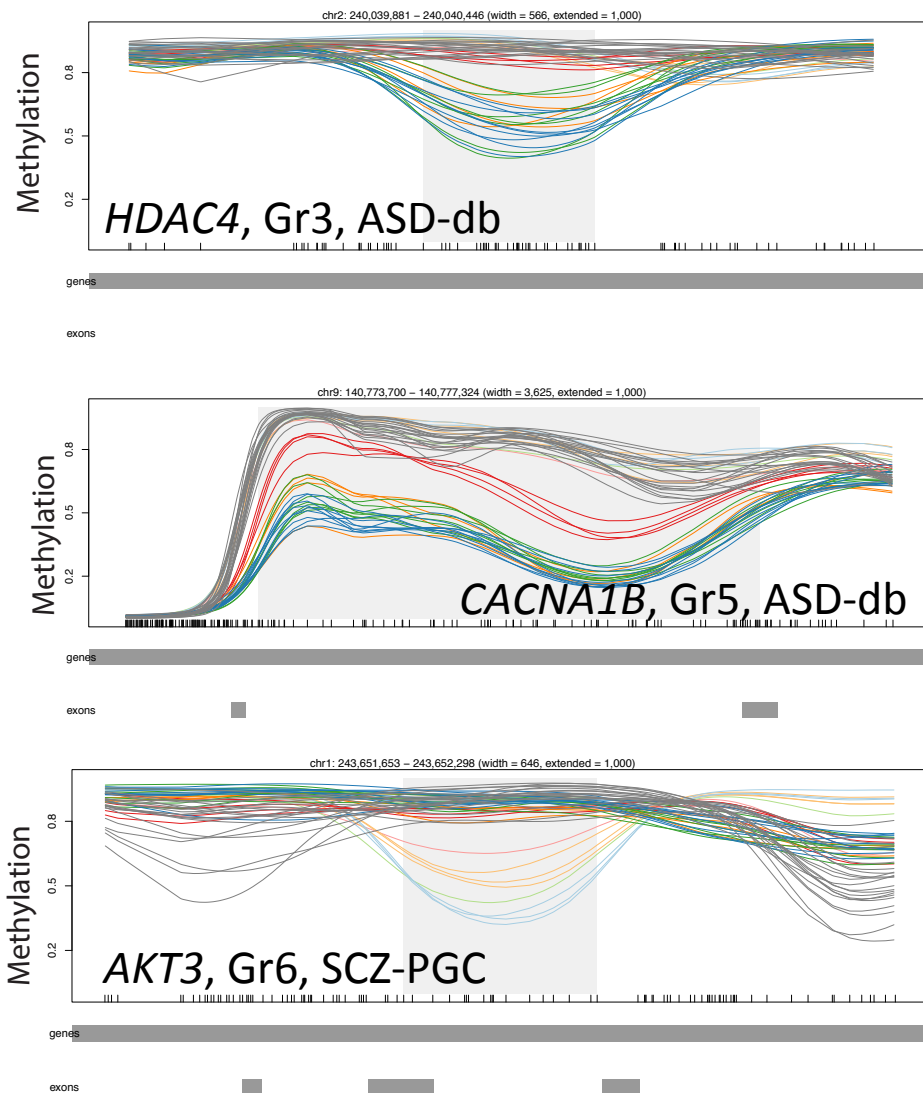 chr2: 240,039,881 − 240,040,446 (width = 566, extended = 1,000)
Methylation
0.8
0.5
0.2
HDAC4, Gr3, ASD-db
genes
exons
chr9: 140,773,700 − 140,777,324 (width = 3,625, extended = 1,000)
Methylation
0.8
0.5
0.2
CACNA1B, Gr5, ASD-db
genes
exons
chr1: 243,651,653 − 243,652,298 (width = 646, extended = 1,000)
Methylation
0.8
0.5
0.2
AKT3, Gr6, SCZ-PGC
genes
exons